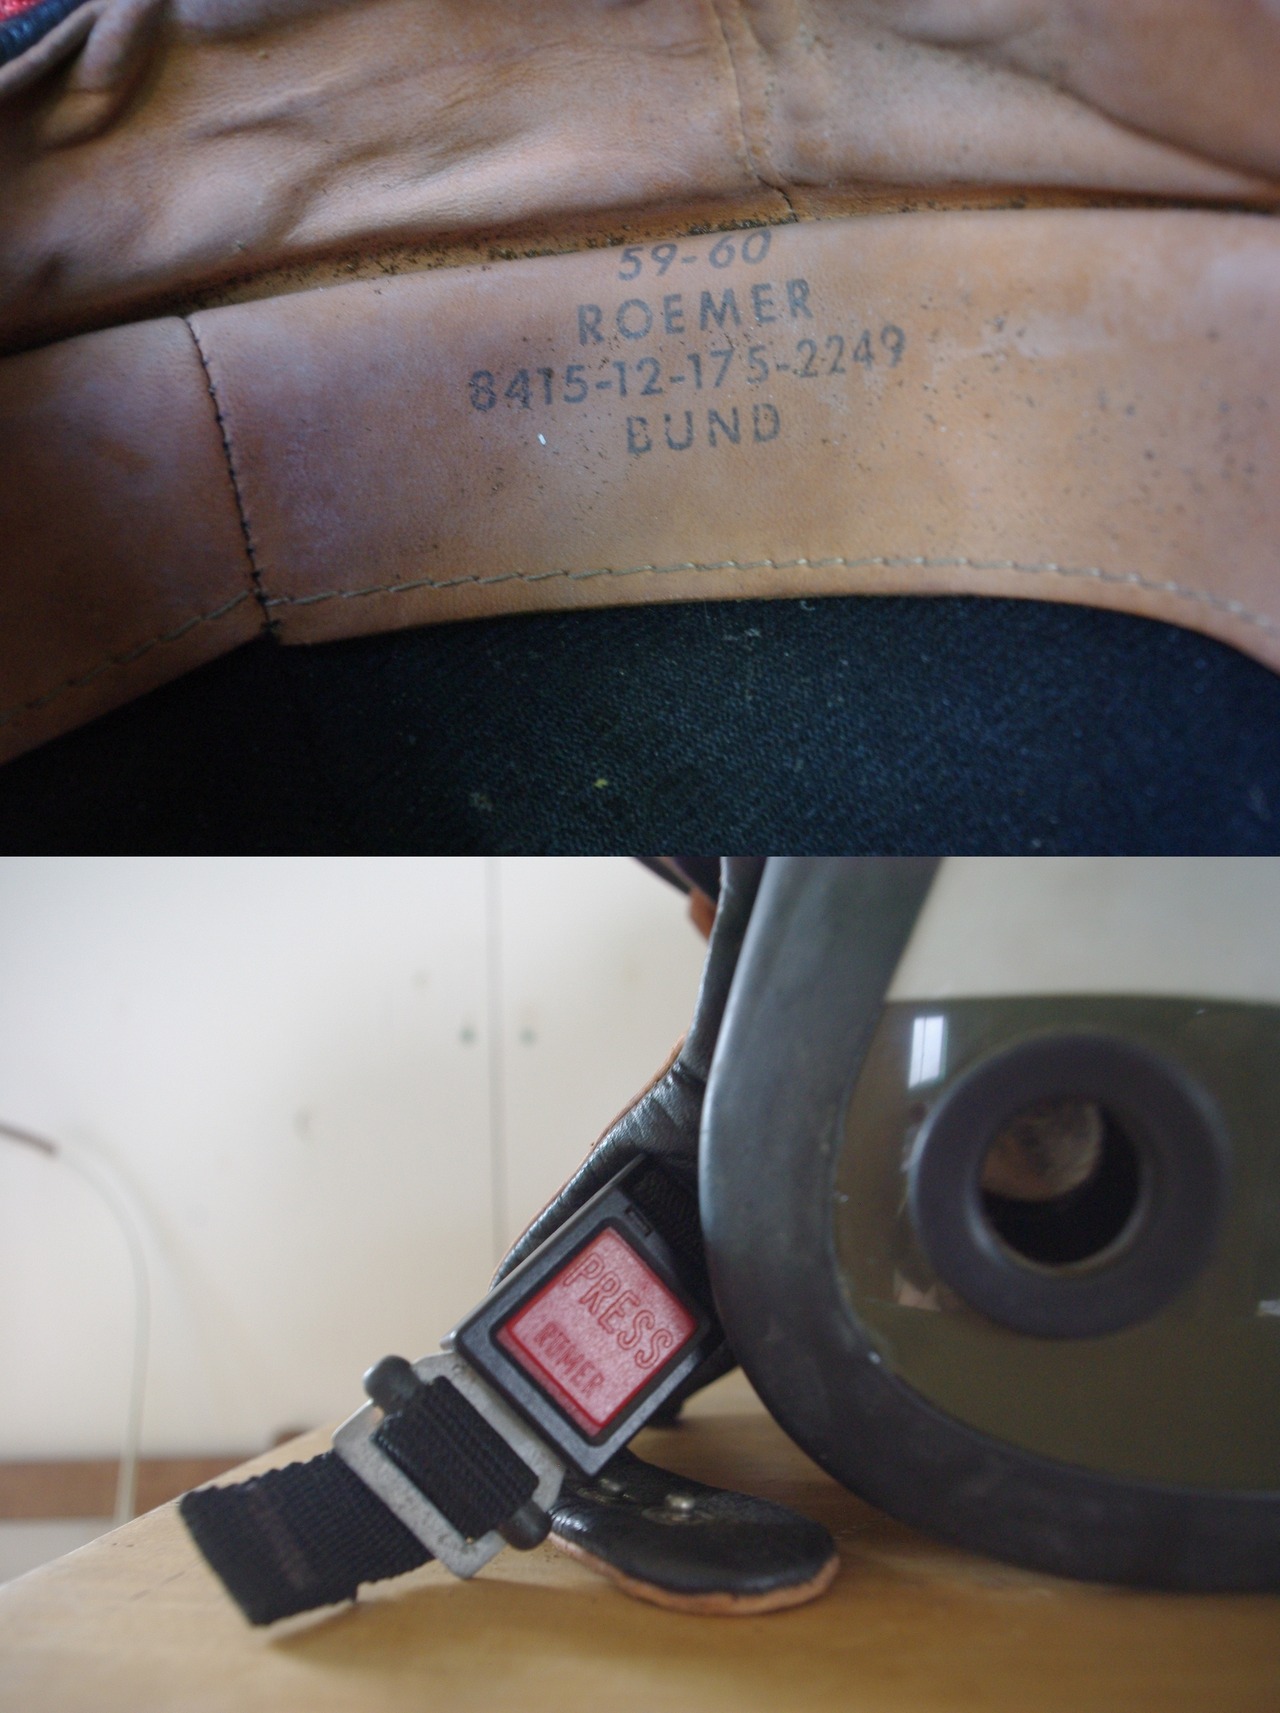 59-60
ROEMER
8415-12-175-2249
BUND
PRESS
RÖMER